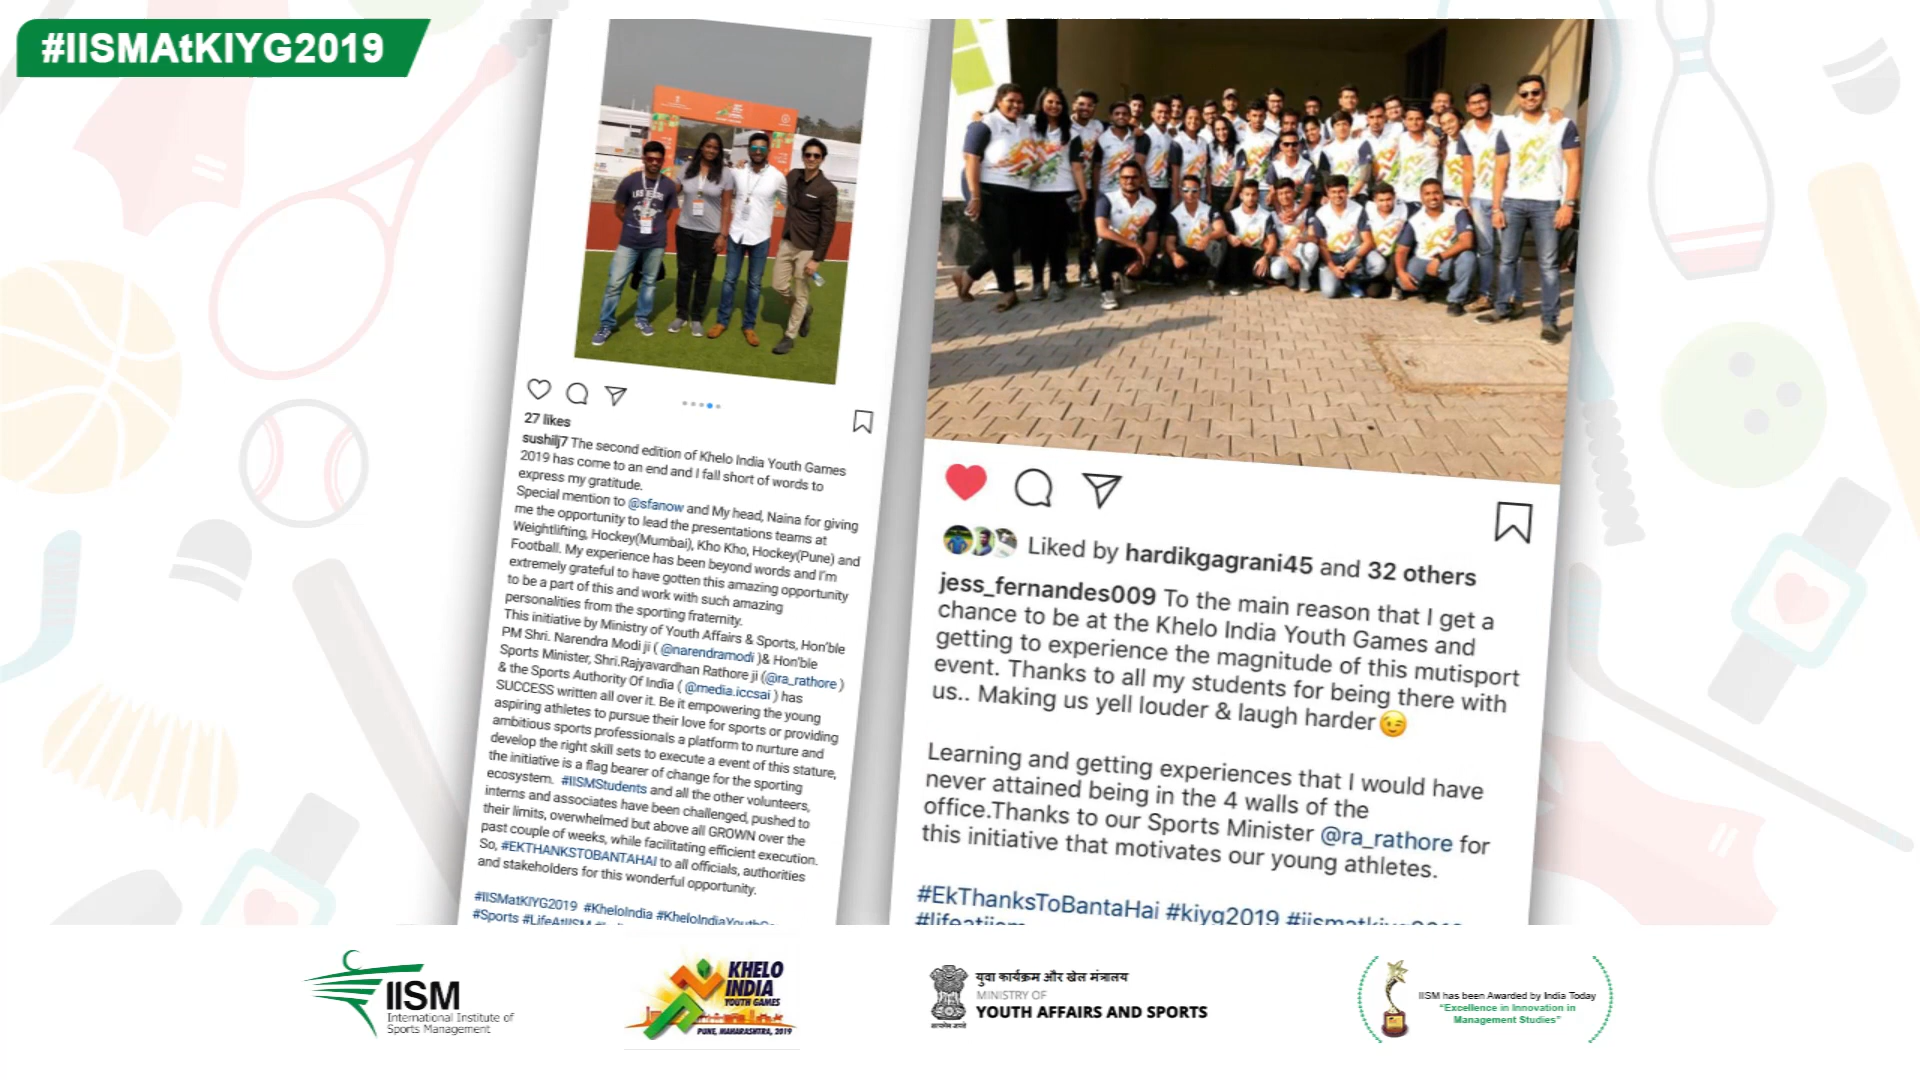 #IISMAtKIYG2019
27 likes
sushilj7 The second edition of Khelo India Youth Games
2019 has come to an end and I fall short of words to
express my gratitude.
Special mention to @sfanow and My head, Naina for giving
me the opportunity to lead the presentations teams at
Weightlifting, Hockey(Mumbai), Kho Kho, Hockey(Pune) and
Football. My experience has been beyond words and I'm
extremely grateful to have gotten this amazing opportunity
to be a part of this and work with such amazing
personalities from the sporting fraternity.
This initiative by Ministry of Youth Affairs & Sports, Hon'ble
PM Shri. Narendra Modi ji ( @narendramodi )& Hon'ble
Sports Minister, Shri.Rajyavardhan Rathore ji (@ra_rathore )
& the Sports Authority Of India ( @media.iccsai ) has
SUCCESS written all over it. Be it empowering the young
aspiring athletes to pursue their love for sports or providing
ambitious sports professionals a platform to nurture and
develop the right skill sets to execute a event of this stature,
the initiative is a flag bearer of change for the sporting
ecosystem. #IISMStudents and all the other volunteers,
interns and associates have been challenged, pushed to
their limits, overwhelmed but above all GROWN over the
past couple of weeks, while facilitating efficient execution.
So, #EKTHANKSTOBANTAHAI to all officials, authorities
and stakeholders for this wonderful opportunity.
#IISMatKIYG2019 #KheloIndia
#Sports #LifeAtIISM
Liked by hardikgagrani45 and 32 others
jess_fernandes009 To the main reason that I get a
chance to be at the Khelo India Youth Games and
getting to experience the magnitude of this mutisport
event. Thanks to all my students for being there with
us.. Making us yell louder & laugh harder😉
Learning and getting experiences that I would have
never attained being in the 4 walls of the
office.Thanks to our Sports Minister @ra_rathore for
this initiative that motivates our young athletes.
#EkThanksToBantaHai #kiyg2019
#lifeatiism
IISM
International Institute of
Sports Management
KHELO
INDIA
YOUTH GAMES
PUNE, MAHARASHTRA, 2019
युवा कार्यक्रम और खेल मंत्रालय
MINISTRY OF
YOUTH AFFAIRS AND SPORTS
सत्यमेव जयते
IISM has been Awarded by India Today
"Excellence in Innovation in
Management Studies"